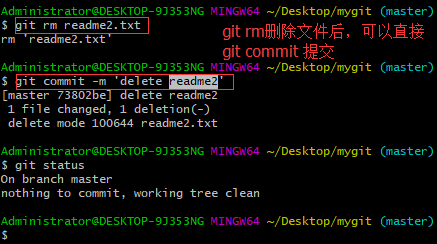 Administrator@DESKTOP-9J353NG MINGW64 ~/Desktop/mygit (master)
$ git rm readme2.txt
rm 'readme2.txt'
git rm删除文件后，可以直接
git commit 提交
Administrator@DESKTOP-9J353NG MINGW64 ~/Desktop/mygit (master)
$ git commit -m 'delete readme2'
[master 73802be] delete readme2
1 file changed, 1 deletion(-)
delete mode 100644 readme2.txt
Administrator@DESKTOP-9J353NG MINGW64 ~/Desktop/mygit (master)
$ git status
On branch master
nothing to commit, working tree clean
Administrator@DESKTOP-9J353NG MINGW64 ~/Desktop/mygit (master)
$